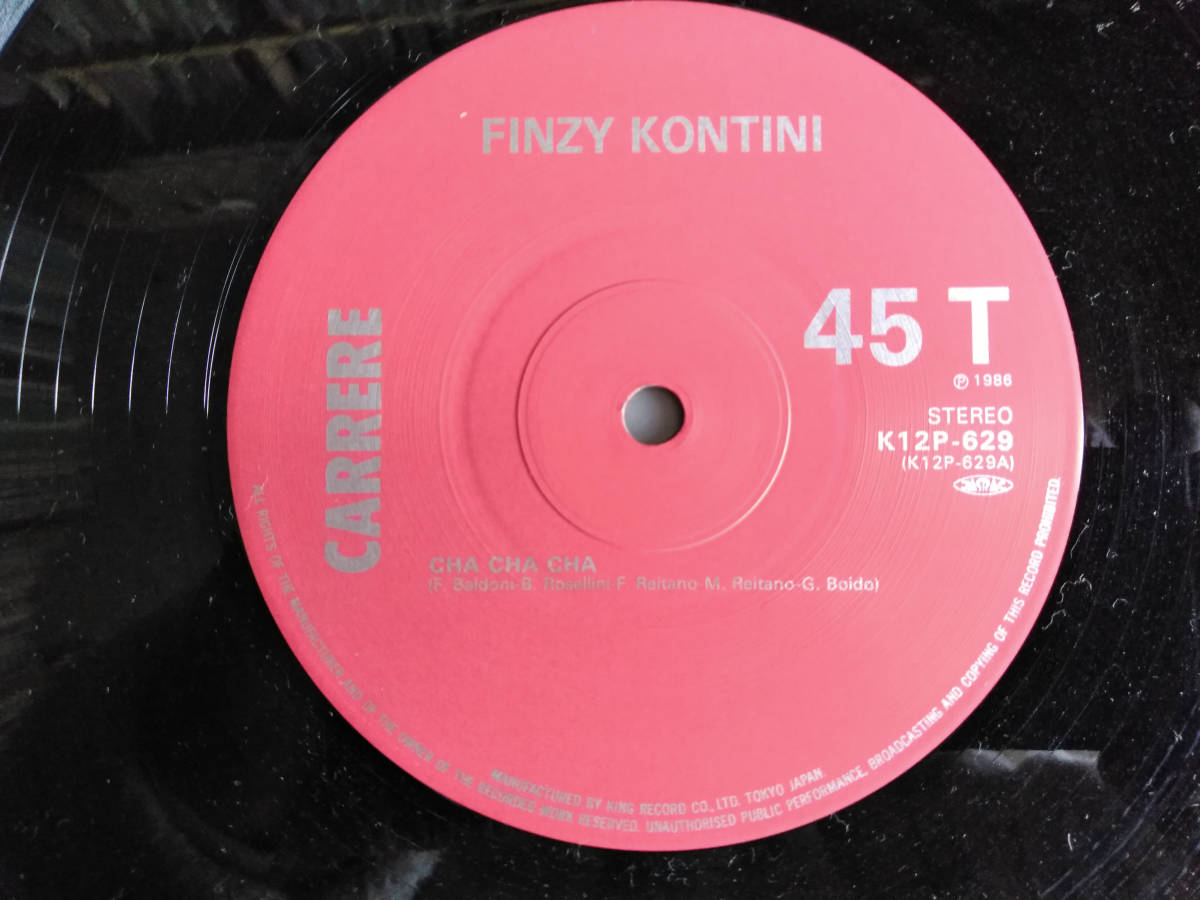 FINZY KONTINI
CARRERE
45 T
℗ 1986
STEREO
K12P-629
(K12P-629A)
JASRAC
CHA CHA CHA
(F. Baldoni-B. Rosellini-F. Reitano-M. Reitano-G. Boido)
ALL RIGHTS OF THE MANUFACTURER AND OF THE OWNER OF THE RECORDED WORK RESERVED. UNAUTHORISED PUBLIC PERFORMANCE, BROADCASTING AND COPYING OF THIS RECORD PROHIBITED.
MANUFACTURED BY KING RECORD CO., LTD. TOKYO JAPAN